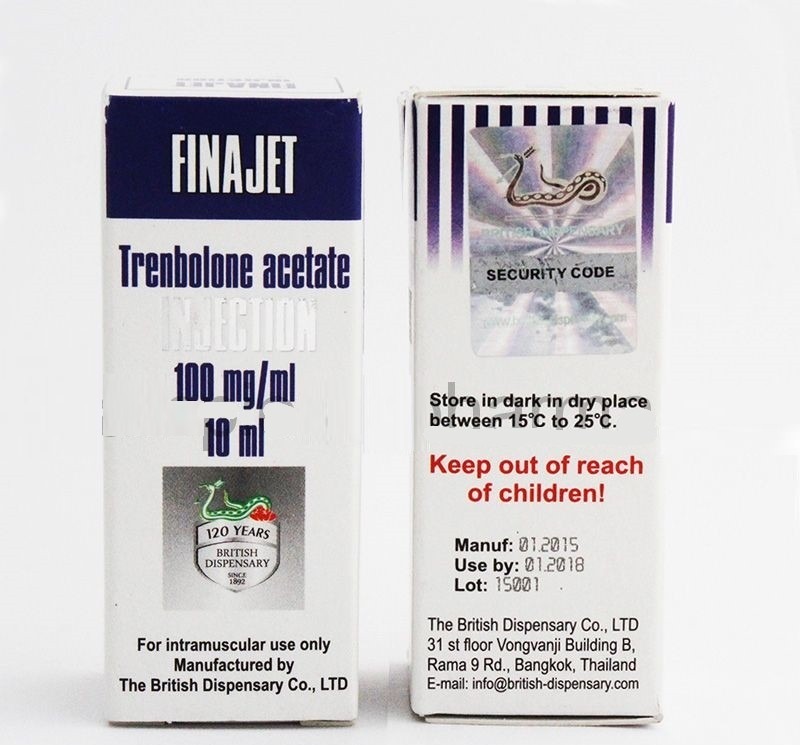 FINAJET
INJECTION
FINAJET
Trenbolone acetate
INJECTION
100 mg/ml
10 ml
120 YEARS
BRITISH
DISPENSARY
SINCE
1892
For intramuscular use only
Manufactured by
The British Dispensary Co., LTD
BRITISH DISPENSARY
SECURITY CODE
Store in dark in dry place
between 15°C to 25°C.
Keep out of reach
of children!
Manuf: 01.2015
Use by: 01.2018
Lot: 15001
The British Dispensary Co., LTD
31 st floor Vongvanji Building B,
Rama 9 Rd., Bangkok, Thailand
E-mail: info@british-dispensary.com